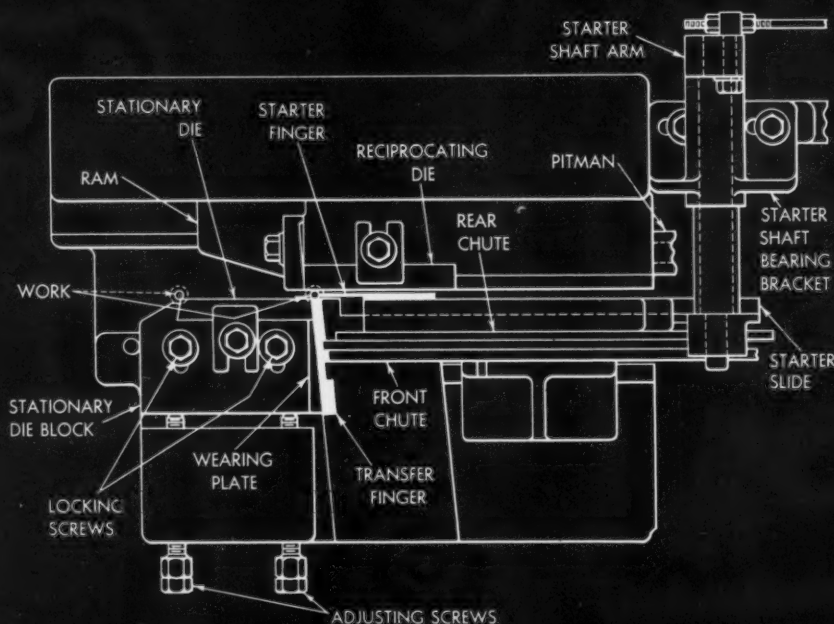 STARTER
SHAFT ARM
STATIONARY
DIE
STARTER
FINGER
RECIPROCATING
DIE
PITMAN
RAM
REAR
CHUTE
STARTER
SHAFT
BEARING
BRACKET
WORK
STARTER
SLIDE
STATIONARY
DIE BLOCK
FRONT
CHUTE
WEARING
PLATE
TRANSFER
FINGER
LOCKING
SCREWS
ADJUSTING SCREWS